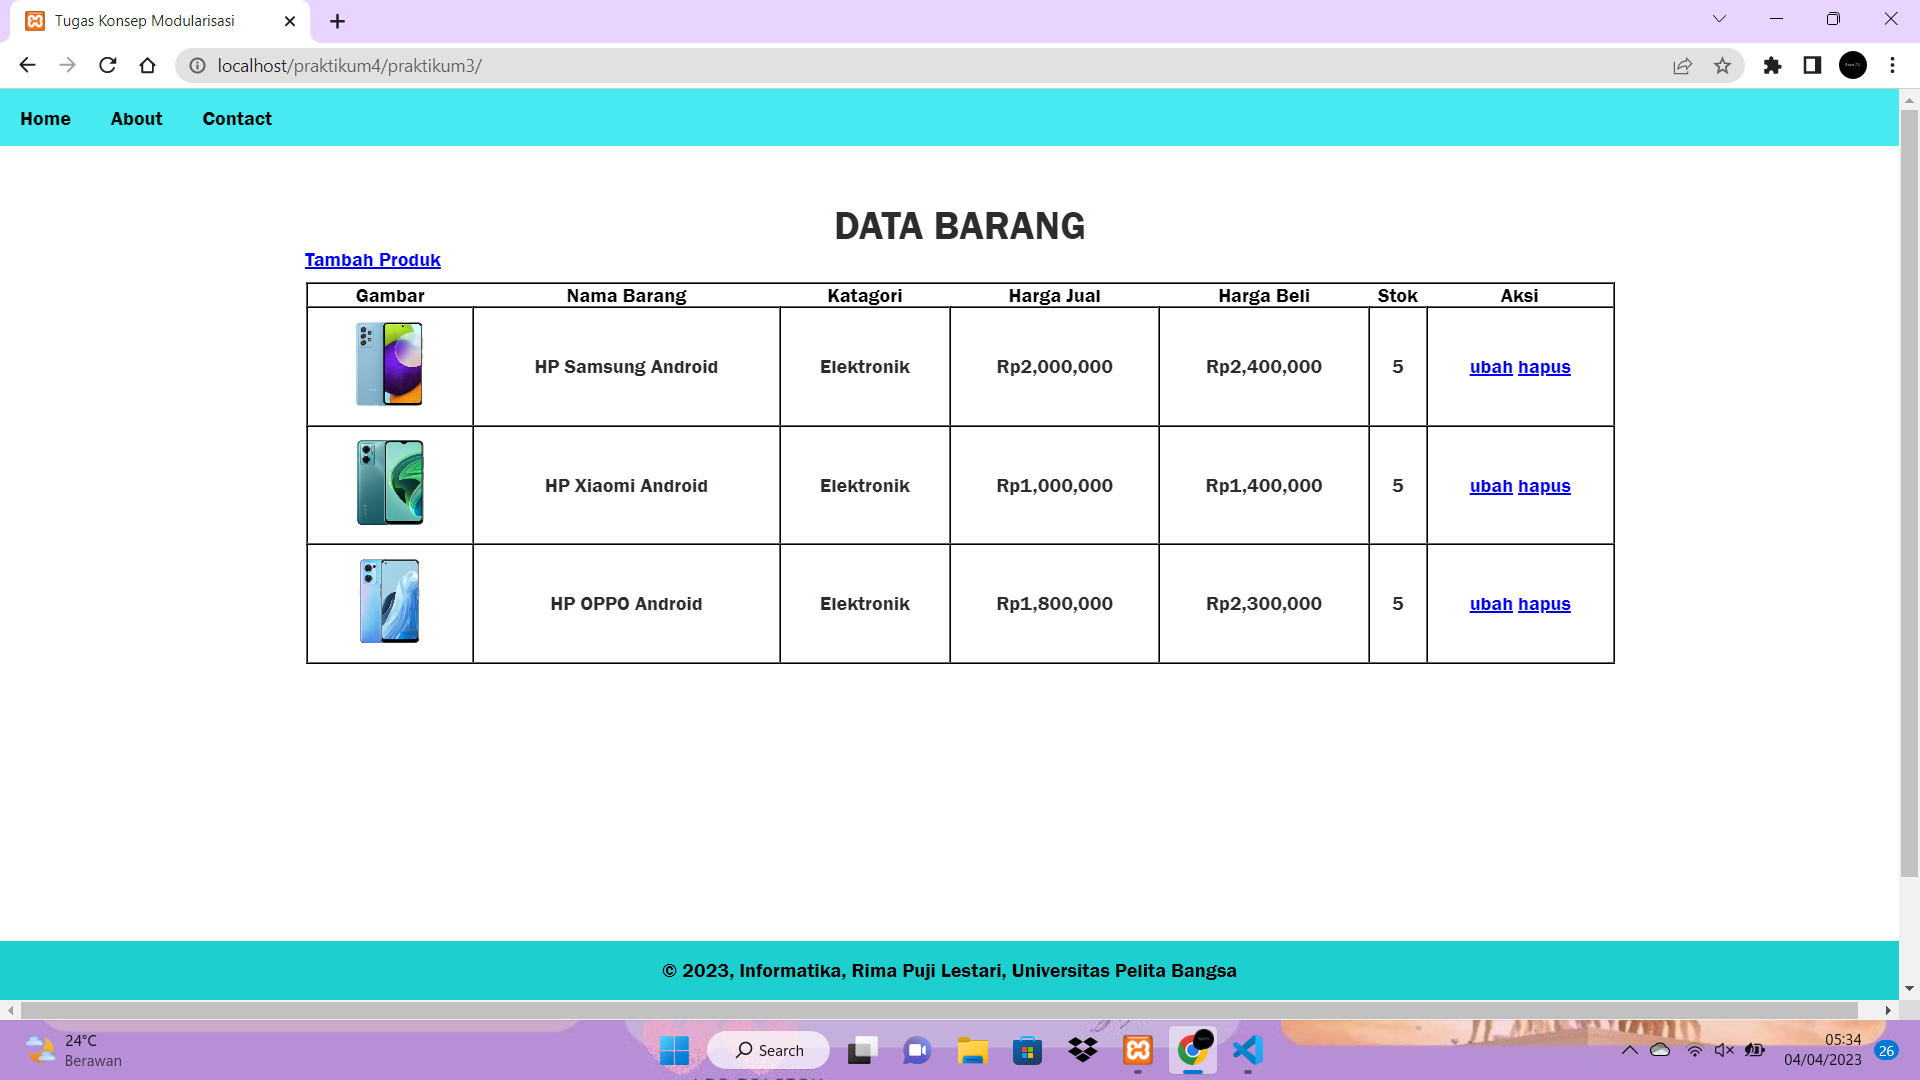 Tugas Konsep Modularisasi
localhost/praktikum4/praktikum3/
Home About Contact
DATA BARANG
Tambah Produk
Gambar Nama Barang Katagori Harga Jual Harga Beli Stok Aksi
HP Samsung Android Elektronik Rp2,000,000 Rp2,400,000 5 ubah hapus
HP Xiaomi Android Elektronik Rp1,000,000 Rp1,400,000 5 ubah hapus
HP OPPO Android Elektronik Rp1,800,000 Rp2,300,000 5 ubah hapus
© 2023, Informatika, Rima Puji Lestari, Universitas Pelita Bangsa
24°C
Berawan
Search
05:34
04/04/2023
26